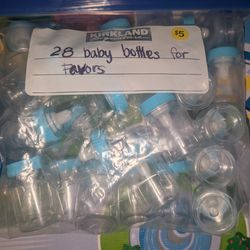 KIRKLAND
$5
28 baby bottles for
Favors